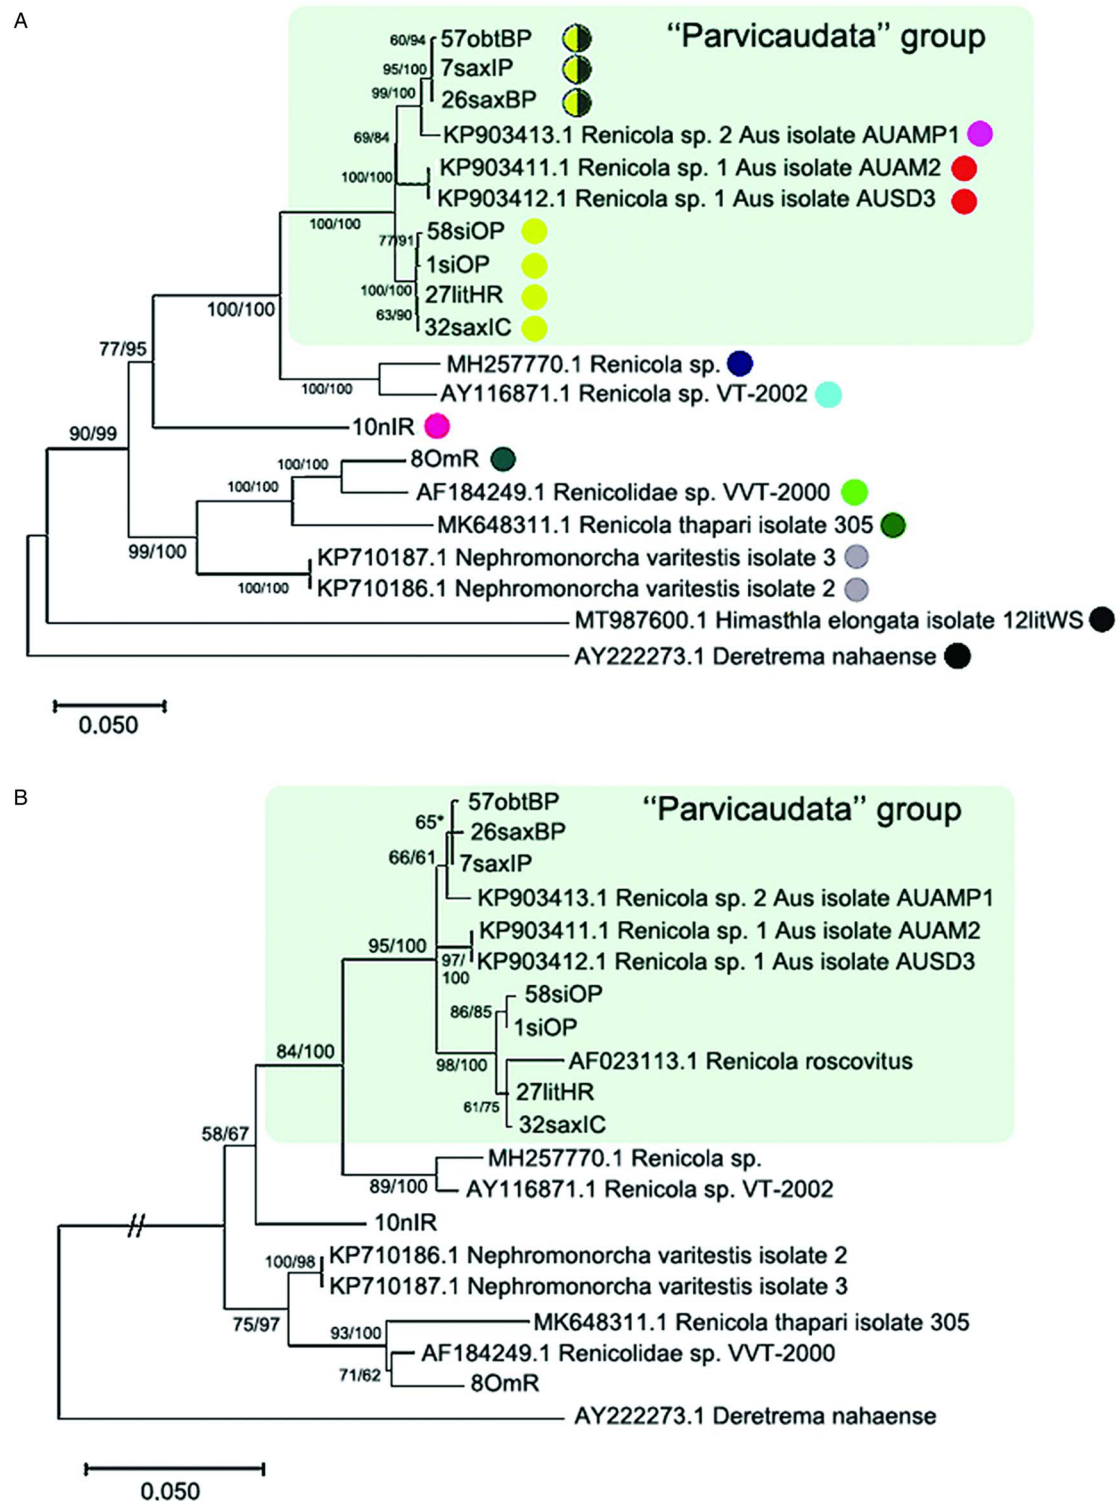 A
“Parvicaudata” group
60/94
57obtBP
95/100
7saxIP
99/100
26saxBP
69/84
KP903413.1 Renicola sp. 2 Aus isolate AUAMP1
KP903411.1 Renicola sp. 1 Aus isolate AUAM2
100/100
KP903412.1 Renicola sp. 1 Aus isolate AUSD3
100/100
77/91
58siOP
1siOP
100/100
27litHR
63/90
32saxIC
100/100
77/95
MH257770.1 Renicola sp.
100/100
AY116871.1 Renicola sp. VT-2002
10nIR
90/99
100/100
8OmR
100/100
AF184249.1 Renicolidae sp. VVT-2000
MK648311.1 Renicola thapari isolate 305
99/100
KP710187.1 Nephromonorcha varitestis isolate 3
100/100
KP710186.1 Nephromonorcha varitestis isolate 2
MT987600.1 Himasthla elongata isolate 12litWS
AY222273.1 Deretrema nahaense
0.050
B
“Parvicaudata” group
57obtBP
65*
26saxBP
66/61
7saxIP
KP903413.1 Renicola sp. 2 Aus isolate AUAMP1
KP903411.1 Renicola sp. 1 Aus isolate AUAM2
95/100
97/
100
KP903412.1 Renicola sp. 1 Aus isolate AUSD3
58siOP
86/85
1siOP
98/100
AF023113.1 Renicola roscovitus
27litHR
61/75
32saxIC
84/100
58/67
MH257770.1 Renicola sp.
89/100
AY116871.1 Renicola sp. VT-2002
10nIR
100/98
KP710186.1 Nephromonorcha varitestis isolate 2
KP710187.1 Nephromonorcha varitestis isolate 3
75/97
MK648311.1 Renicola thapari isolate 305
93/100
AF184249.1 Renicolidae sp. VVT-2000
71/62
8OmR
AY222273.1 Deretrema nahaense
0.050